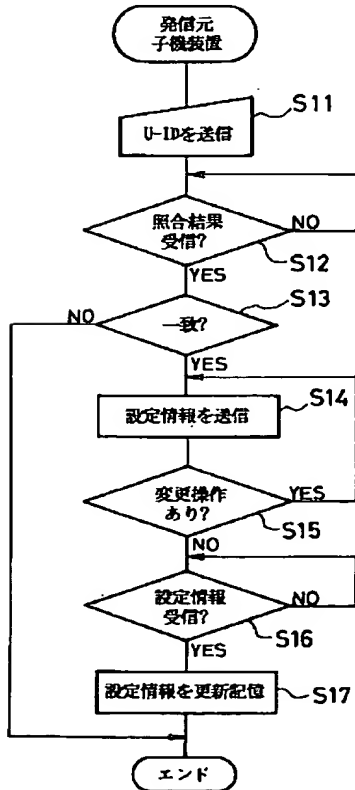 発信元
子機装置
S11
U-IDを送信
照合結果
受信?
NO
S12
YES
S13
NO
一致?
YES
S14
設定情報を送信
変更操作
あり?
YES
S15
NO
設定情報
受信?
NO
S16
YES
設定情報を更新記憶
S17
エンド